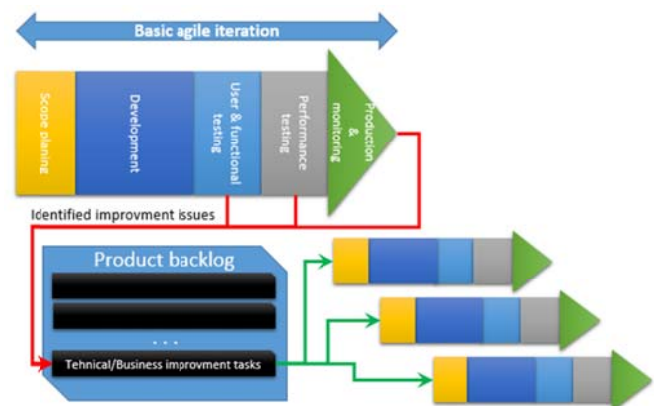 Basic agile iteration
Scope planing
Development
User & functional
testing
Performance
testing
Production
&
monitoring
Identified improvment issues
Product backlog
. . .
Tehnical/Business improvment tasks